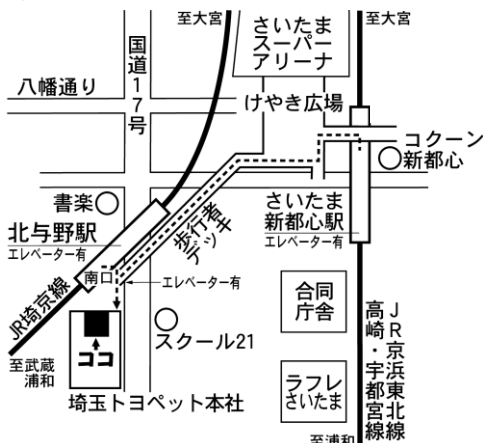 至大宮
さいたま
スーパー
アリーナ
至大宮
国道17号
八幡通り
けやき広場
コクーン
新都心
書楽
さいたま
新都心駅
エレベーター有
北与野駅
エレベーター有
歩行者
デッキ
南口
エレベーター有
JR埼京線
合同
庁舎
JR京浜東北線
高崎・宇都宮線
スクール21
ココ
至武蔵
浦和
ラフレ
さいたま
埼玉トヨペット本社
至浦和